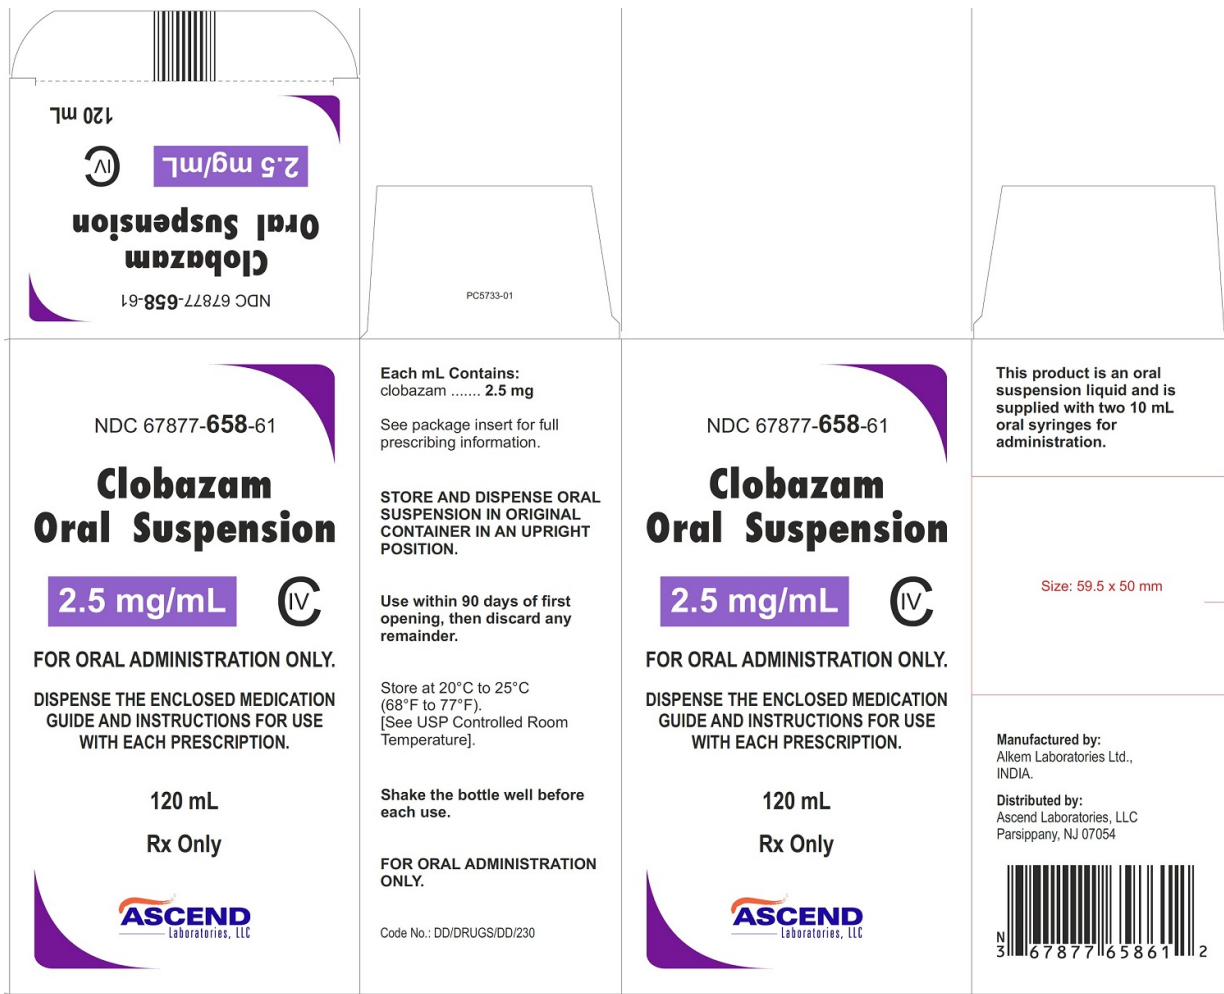 120 mL
2.5 mg/mL
CIV
Clobazam
Oral Suspension
NDC 67877-658-61
PC5733-01
NDC 67877-658-61
Clobazam
Oral Suspension
2.5 mg/mL
CIV
FOR ORAL ADMINISTRATION ONLY.
DISPENSE THE ENCLOSED MEDICATION
GUIDE AND INSTRUCTIONS FOR USE
WITH EACH PRESCRIPTION.
120 mL
Rx Only
ASCEND
Laboratories, LLC
Each mL Contains:
clobazam ....... 2.5 mg
See package insert for full
prescribing information.
STORE AND DISPENSE ORAL
SUSPENSION IN ORIGINAL
CONTAINER IN AN UPRIGHT
POSITION.
Use within 90 days of first
opening, then discard any
remainder.
Store at 20°C to 25°C
(68°F to 77°F).
[See USP Controlled Room
Temperature].
Shake the bottle well before
each use.
FOR ORAL ADMINISTRATION
ONLY.
Code No.: DD/DRUGS/DD/230
NDC 67877-658-61
Clobazam
Oral Suspension
2.5 mg/mL
CIV
FOR ORAL ADMINISTRATION ONLY.
DISPENSE THE ENCLOSED MEDICATION
GUIDE AND INSTRUCTIONS FOR USE
WITH EACH PRESCRIPTION.
120 mL
Rx Only
ASCEND
Laboratories, LLC
This product is an oral
suspension liquid and is
supplied with two 10 mL
oral syringes for
administration.
Size: 59.5 x 50 mm
Manufactured by:
Alkem Laboratories Ltd.,
INDIA.
Distributed by:
Ascend Laboratories, LLC
Parsippany, NJ 07054
N
3 67877 65861 2